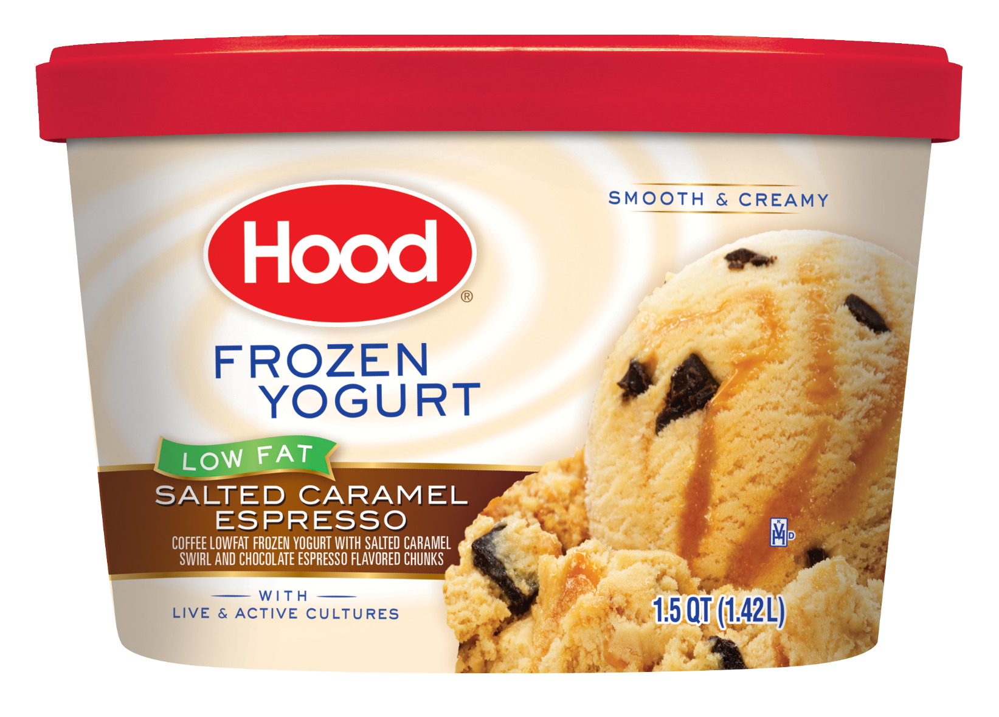 Hood
®
SMOOTH & CREAMY
FROZEN
YOGURT
LOW FAT
SALTED CARAMEL
ESPRESSO
COFFEE LOWFAT FROZEN YOGURT WITH SALTED CARAMEL
SWIRL AND CHOCOLATE ESPRESSO FLAVORED CHUNKS
WITH
LIVE & ACTIVE CULTURES
K
VH D
1.5 QT (1.42L)